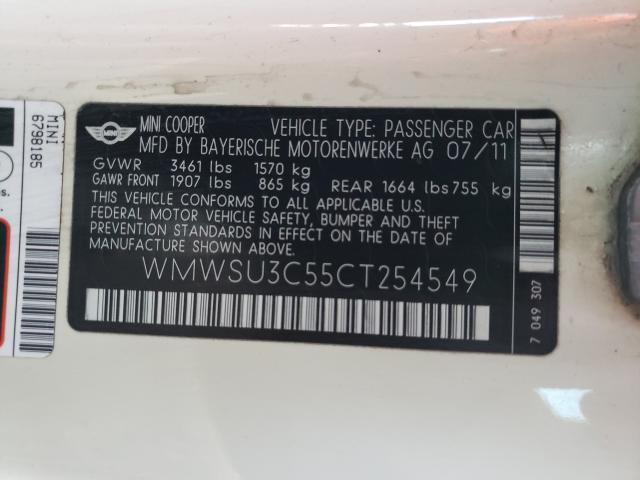 MINI
6798185
s.
e.
MINI
MINI COOPER VEHICLE TYPE: PASSENGER CAR
MFD BY BAYERISCHE MOTORENWERKE AG 07/11
GVWR 3461 lbs 1570 kg
GAWR FRONT 1907 lbs 865 kg REAR 1664 lbs 755 kg
THIS VEHICLE CONFORMS TO ALL APPLICABLE U.S.
FEDERAL MOTOR VEHICLE SAFETY, BUMPER AND THEFT
PREVENTION STANDARDS IN EFFECT ON THE DATE OF
MANUFACTURE SHOWN ABOVE.
WMWSU3C55CT254549
7 049 307